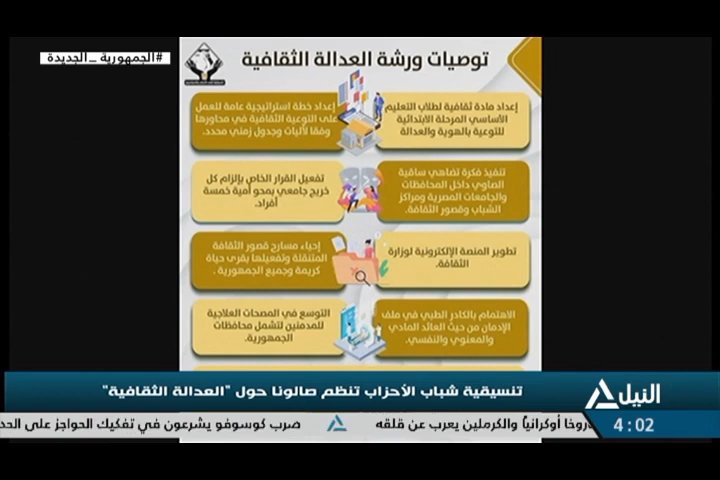 #الجمهورية_الجديدة
توصيات ورشة العدالة الثقافية
إعداد مادة ثقافية لطلاب التعليم
الأساسي المرحلة الابتدائية
للتوعية بالهوية والعدالة
إعداد خطة استراتيجية عامة للعمل
على التوعية الثقافية في محاورها
وفقا لآليات وجدول زمني محدد.
تنفيذ فكرة تضاهي ساقية
الصاوي داخل المحافظات
والجامعات المصرية ومراكز
الشباب وقصور الثقافة.
تفعيل القرار الخاص بإلزام كل
خريج جامعي بمحو أمية خمسة
أفراد.
تطوير المنصة الإلكترونية لوزارة
الثقافة.
إحياء مسارح قصور الثقافة
المتنقلة وتفعيلها بقرى حياة
كريمة وجميع الجمهورية .
الاهتمام بالكادر الطبي في ملف
الإدمان من حيث العائد المادي
والمعنوي والنفسي.
التوسع في المصحات العلاجية
للمدمنين لتشمل محافظات
الجمهورية.
تنسيقية شباب الأحزاب تنظم صالونا حول "العدالة الثقافية"
النيل
4:02
أوكرانياً والكرملين يعرب عن قلقه
صرب كوسوفو يشرعون في تفكيك الحواجز على